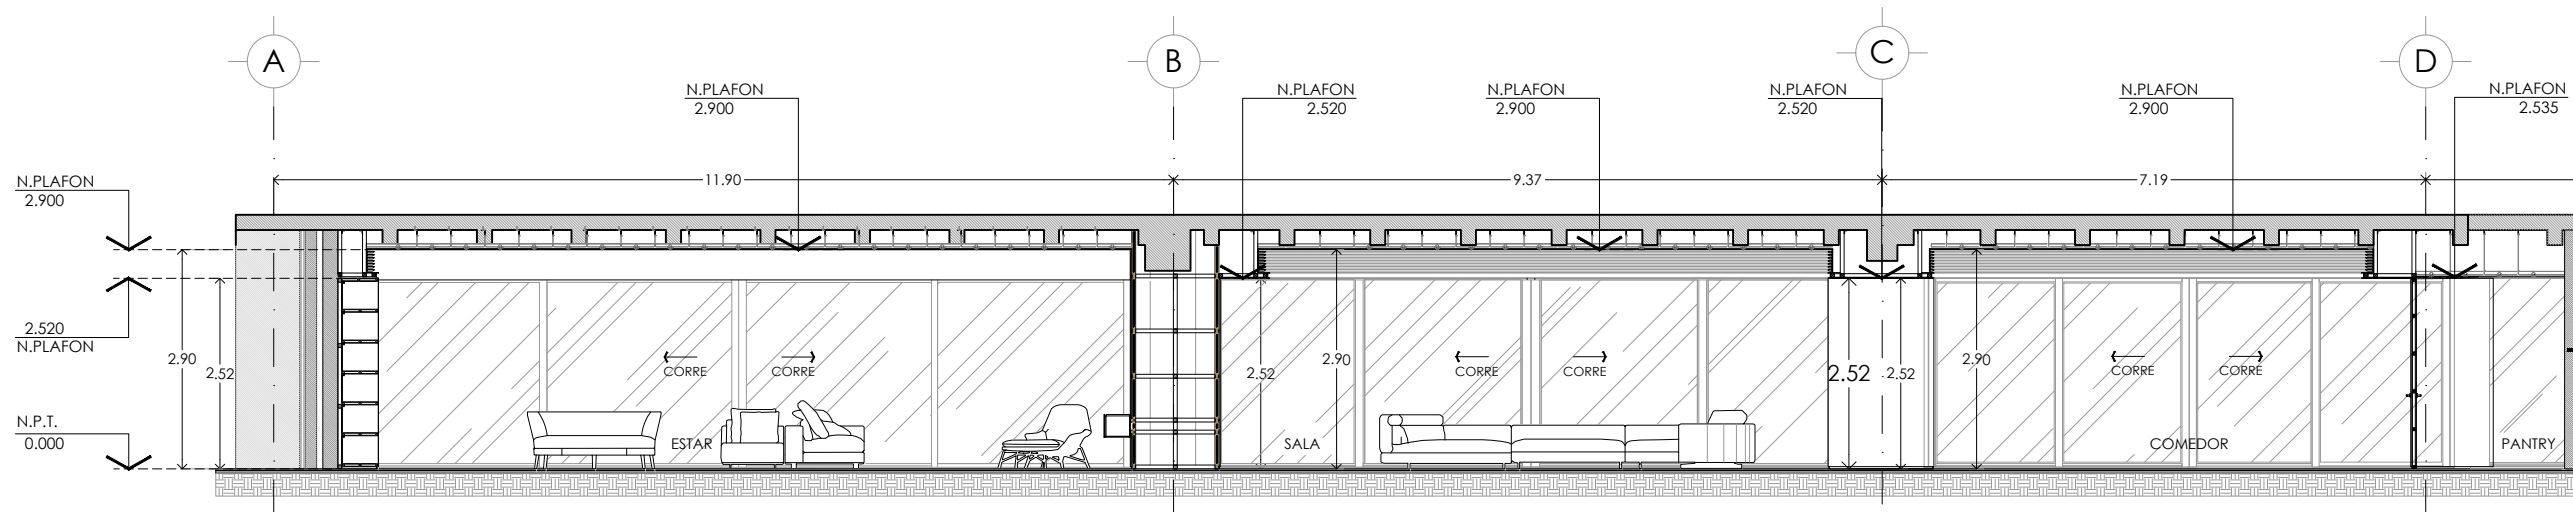 A
B
C
D
N.PLAFON
2.900
N.PLAFON
2.520
N.PLAFON
2.900
N.PLAFON
2.520
N.PLAFON
2.900
N.PLAFON
2.535
11.90
9.37
7.19
N.PLAFON
2.900
2.520
N.PLAFON
N.P.T.
0.000
2.90
2.52
CORRE
CORRE
2.52
2.90
CORRE
CORRE
2.52
2.52
2.90
CORRE
CORRE
ESTAR
SALA
COMEDOR
PANTRY